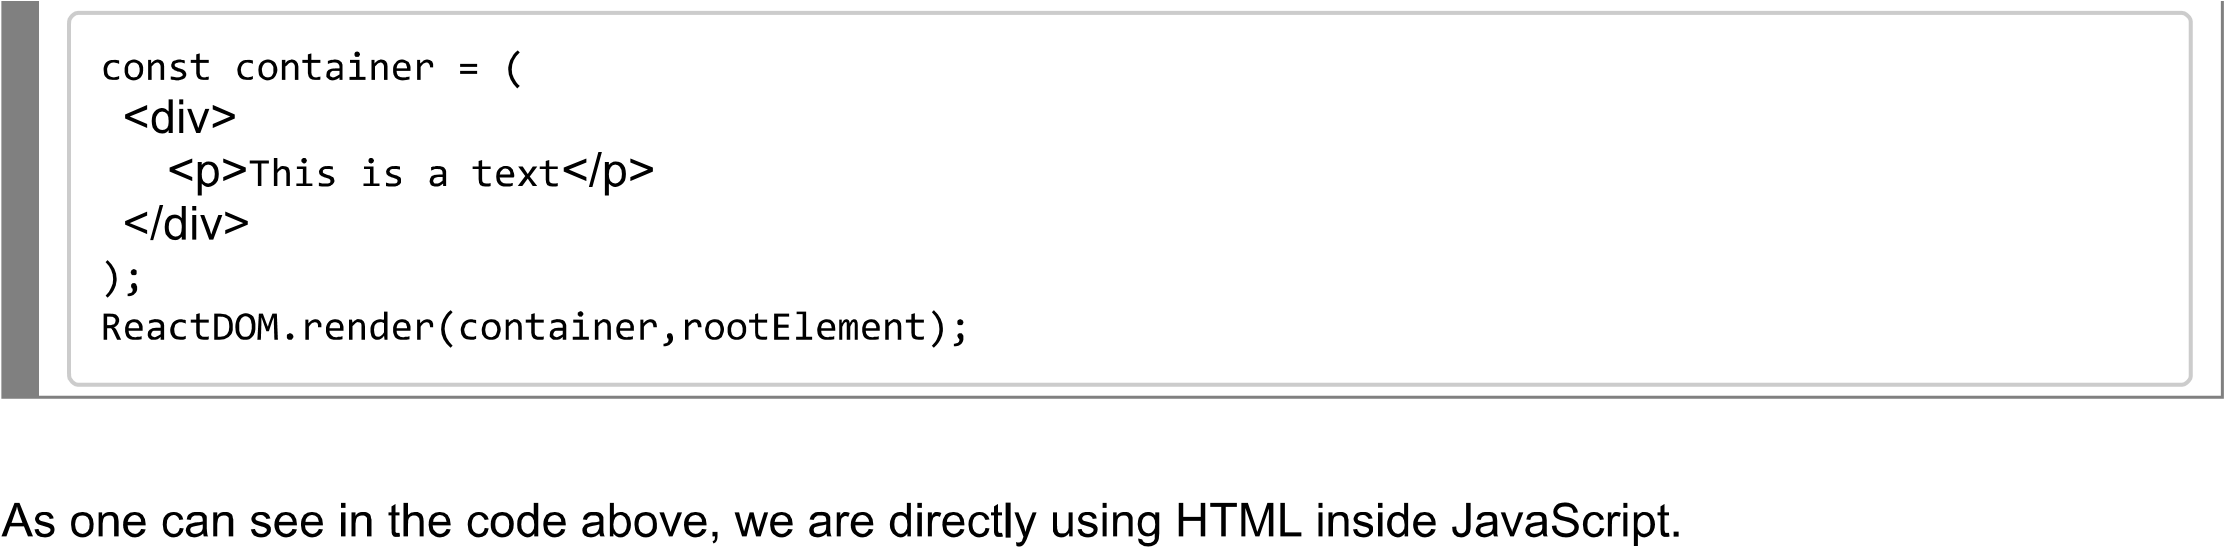 const container = (
<div>
<p>This is a text</p>
</div>
);
ReactDOM.render(container,rootElement);
As one can see in the code above, we are directly using HTML inside JavaScript.